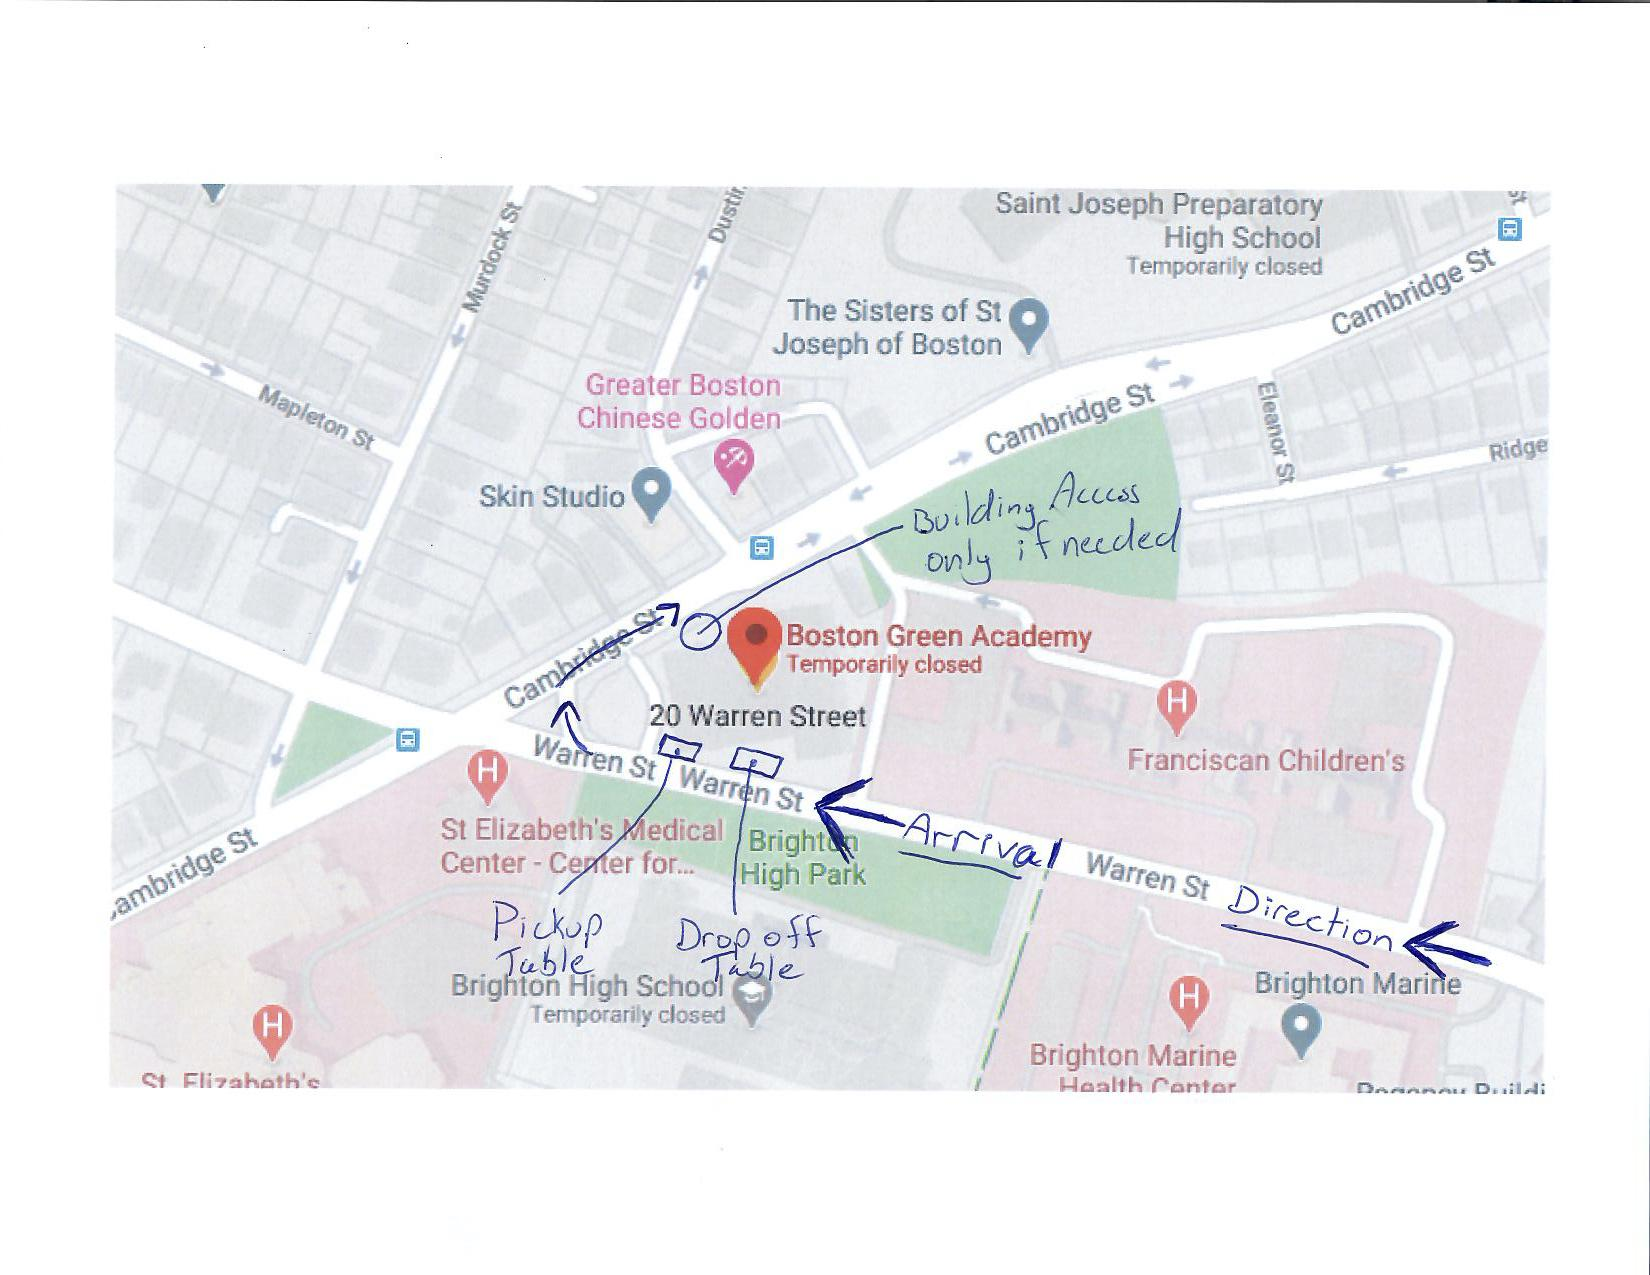 Saint Joseph Preparatory
High School
Temporarily closed
Cambridge St
Murdock St
The Sisters of St
Joseph of Boston
Greater Boston
Chinese Golden
Mapleton St
Cambridge St
Eleanor St
Ridge
Skin Studio
Building Access
only if needed
Cambridge St
Boston Green Academy
Temporarily closed
20 Warren Street
Franciscan Children's
Warren St
Warren St
Arrival
Warren St
Direction
St Elizabeth's Medical
Center - Center for...
Brighton
High Park
ambridge St
Pickup
Table
Drop off
Table
Brighton High School
Temporarily closed
Brighton Marine
Brighton Marine
Health Center
St. Elizabeth's
H
H
H
H